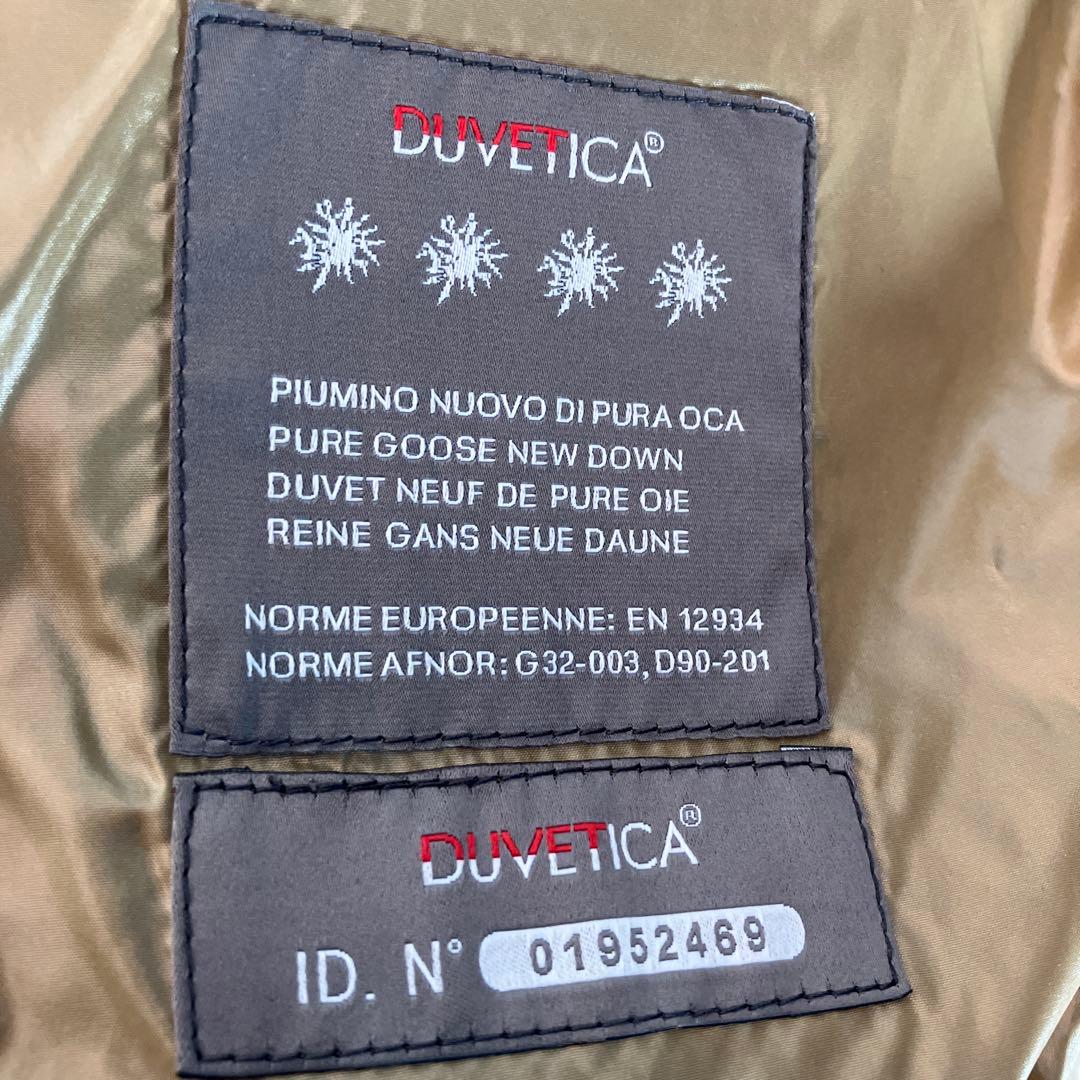 DUVETICA®
PIUMINO NUOVO DI PURA OCA
PURE GOOSE NEW DOWN
DUVET NEUF DE PURE OIE
REINE GANS NEUE DAUNE
NORME EUROPEENNE: EN 12934
NORME AFNOR: G32-003, D90-201
DUVETICA®
ID. N° 01952469